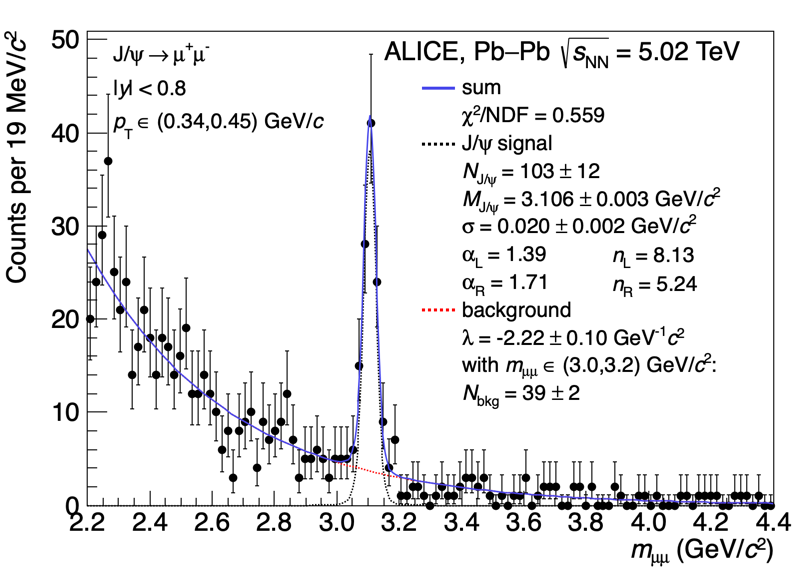 50
40
30
20
10
0
Counts per 19 MeV/c²
J/ψ → μ⁺μ⁻
|y| < 0.8
p_T ∈ (0.34,0.45) GeV/c
ALICE, Pb–Pb √s_NN = 5.02 TeV
sum
χ²/NDF = 0.559
J/ψ signal
N_J/ψ = 103 ± 12
M_J/ψ = 3.106 ± 0.003 GeV/c²
σ = 0.020 ± 0.002 GeV/c²
α_L = 1.39 n_L = 8.13
α_R = 1.71 n_R = 5.24
background
λ = -2.22 ± 0.10 GeV⁻¹c²
with m_μμ ∈ (3.0,3.2) GeV/c²:
N_bkg = 39 ± 2
2.2 2.4 2.6 2.8 3.0 3.2 3.4 3.6 3.8 4.0 4.2 4.4
m_μμ (GeV/c²)